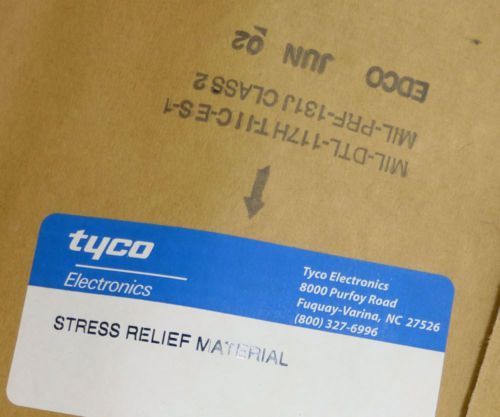 EDCO JUN 02
MIL-PRF-131J CLASS 2
MIL-DTL-117H T-I I C-E S-1
tyco
Electronics
Tyco Electronics
8000 Purfoy Road
Fuquay-Varina, NC 27526
(800) 327-6996
STRESS RELIEF MATERIAL